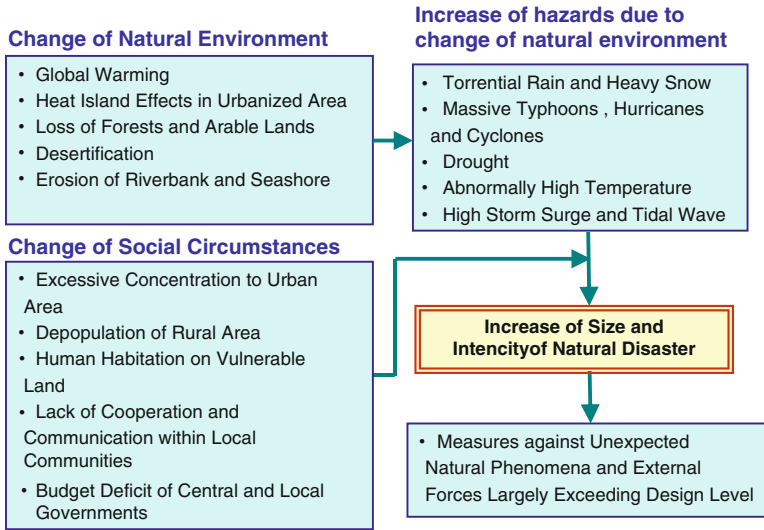 Change of Natural Environment
• Global Warming
• Heat Island Effects in Urbanized Area
• Loss of Forests and Arable Lands
• Desertification
• Erosion of Riverbank and Seashore
Increase of hazards due to
change of natural environment
• Torrential Rain and Heavy Snow
• Massive Typhoons , Hurricanes
and Cyclones
• Drought
• Abnormally High Temperature
• High Storm Surge and Tidal Wave
Change of Social Circumstances
• Excessive Concentration to Urban
Area
• Depopulation of Rural Area
• Human Habitation on Vulnerable
Land
• Lack of Cooperation and
Communication within Local
Communities
• Budget Deficit of Central and Local
Governments
Increase of Size and
Intencityof Natural Disaster
• Measures against Unexpected
Natural Phenomena and External
Forces Largely Exceeding Design Level